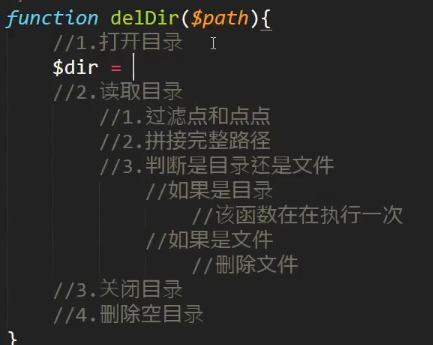 function delDir($path){
//1.打开目录
$dir =
//2.读取目录
//1.过滤点和点点
//2.拼接完整路径
//3.判断是目录还是文件
//如果是目录
//该函数在在执行一次
//如果是文件
//删除文件
//3.关闭目录
//4.删除空目录
}